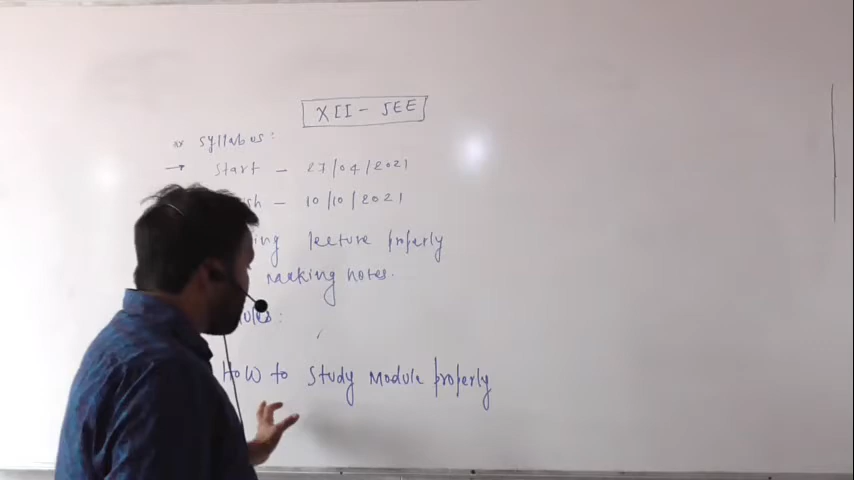 XII - JEE
* Syllabus:
→ Start - 27/04/2021
- 10/10/2021
lecture properly
making notes.
How to study Module properly